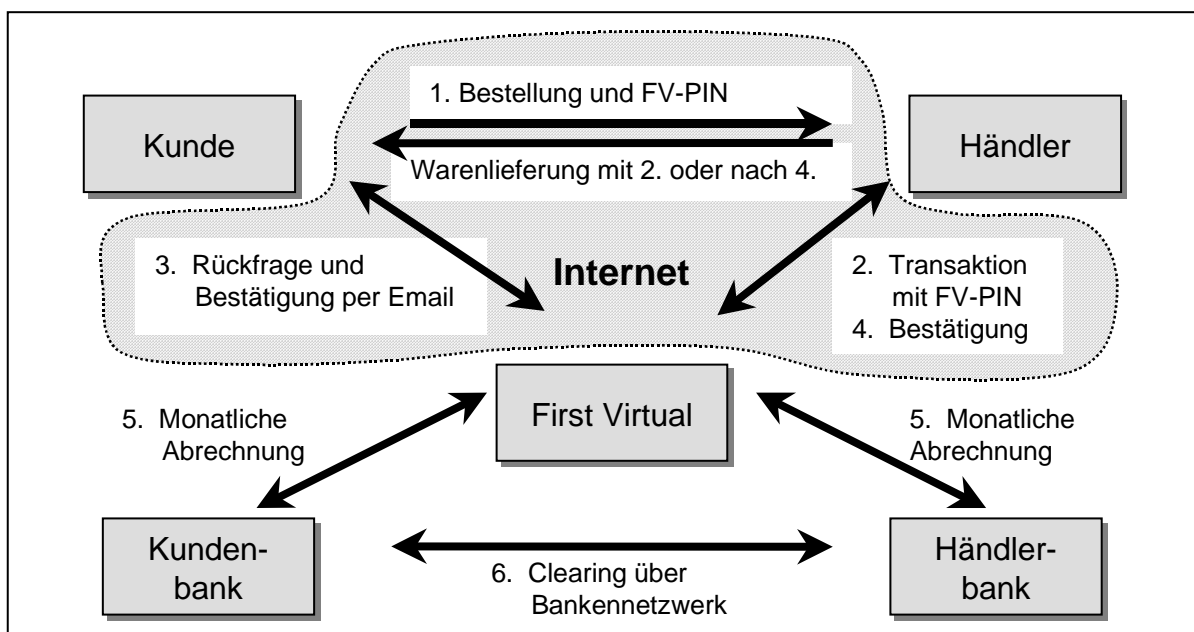 1. Bestellung und FV-PIN
Kunde
Händler
Warenlieferung mit 2. oder nach 4.
3. Rückfrage und
Bestätigung per Email
Internet
2. Transaktion
mit FV-PIN
4. Bestätigung
First Virtual
5. Monatliche
Abrechnung
5. Monatliche
Abrechnung
Kunden-
bank
6. Clearing über
Bankennetzwerk
Händler-
bank